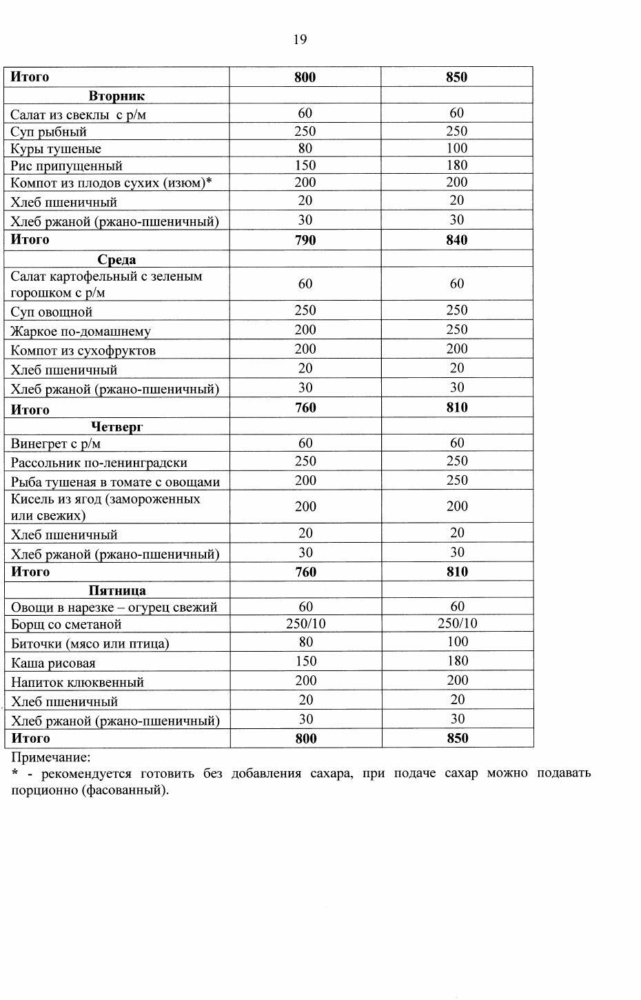 19
Итого 800 850
Вторник
Салат из свеклы с р/м 60 60
Суп рыбный 250 250
Куры тушеные 80 100
Рис припущенный 150 180
Компот из плодов сухих (изюм)* 200 200
Хлеб пшеничный 20 20
Хлеб ржаной (ржано-пшеничный) 30 30
Итого 790 840
Среда
Салат картофельный с зеленым
горошком с р/м 60 60
Суп овощной 250 250
Жаркое по-домашнему 200 250
Компот из сухофруктов 200 200
Хлеб пшеничный 20 20
Хлеб ржаной (ржано-пшеничный) 30 30
Итого 760 810
Четверг
Винегрет с р/м 60 60
Рассольник по-ленинградски 250 250
Рыба тушеная в томате с овощами 200 250
Кисель из ягод (замороженных
или свежих) 200 200
Хлеб пшеничный 20 20
Хлеб ржаной (ржано-пшеничный) 30 30
Итого 760 810
Пятница
Овощи в нарезке – огурец свежий 60 60
Борщ со сметаной 250/10 250/10
Биточки (мясо или птица) 80 100
Каша рисовая 150 180
Напиток клюквенный 200 200
Хлеб пшеничный 20 20
Хлеб ржаной (ржано-пшеничный) 30 30
Итого 800 850
Примечание:
* - рекомендуется готовить без добавления сахара, при подаче сахар можно подавать
порционно (фасованный).